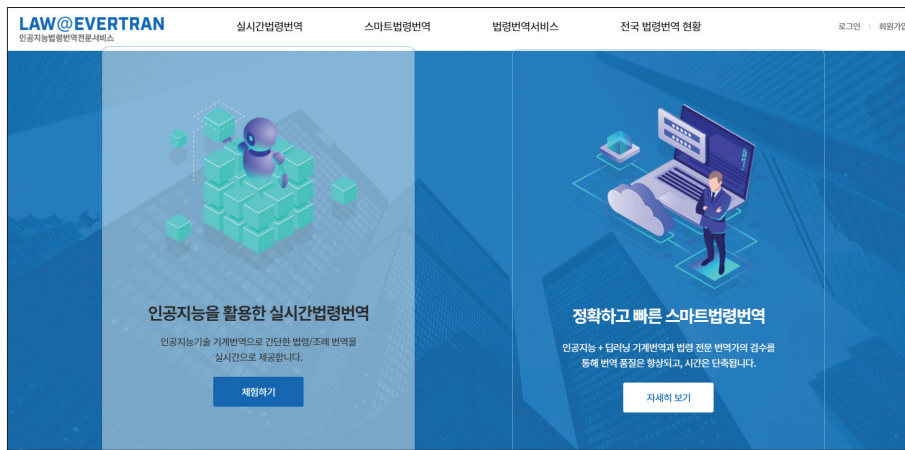 LAW@EVERTRAN
인공지능법령번역전문서비스
실시간법령번역
스마트법령번역
법령번역서비스
전국 법령번역 현황
로그인
회원가입
인공지능을 활용한 실시간법령번역
인공지능기술 기계번역으로 간단한 법령/조례 번역을
실시간으로 제공합니다.
체험하기
정확하고 빠른 스마트법령번역
인공지능 + 딥러닝 기계번역과 법령 전문 번역가의 검수를
통해 번역 품질은 향상되고, 시간은 단축됩니다.
자세히 보기